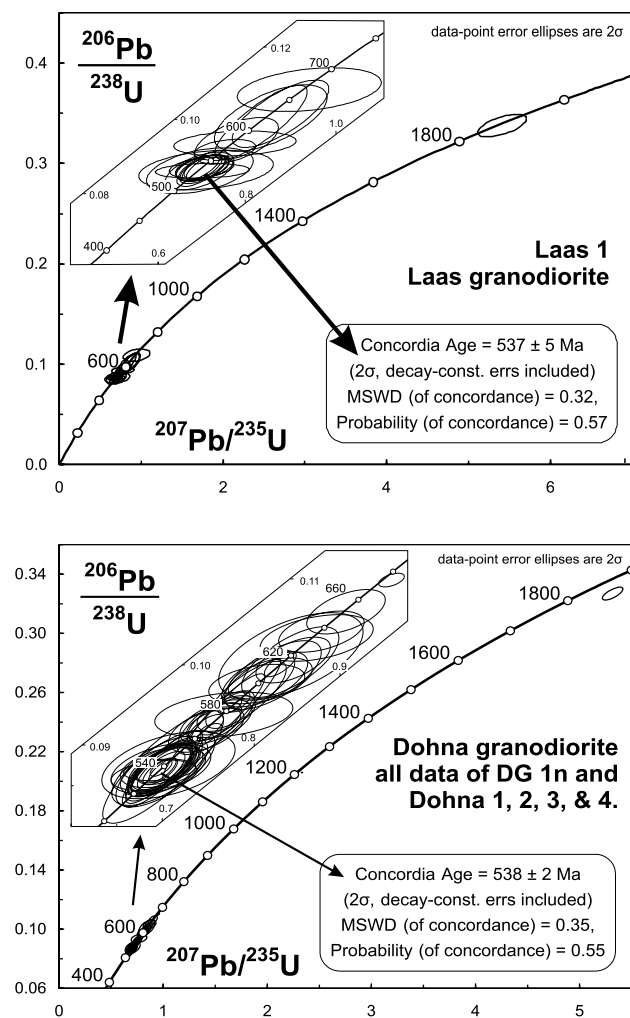 206Pb
238U
data-point error ellipses are 2σ
0.4
0.3
0.2
0.1
0.0
0.12
0.10
0.08
700
600
500
400
1.0
0.8
0.6
1800
1400
1000
600
Laas 1
Laas granodiorite
Concordia Age = 537 ± 5 Ma
(2σ, decay-const. errs included)
MSWD (of concordance) = 0.32,
Probability (of concordance) = 0.57
207Pb/235U
0 2 4 6
206Pb
238U
data-point error ellipses are 2σ
0.34
0.30
0.26
0.22
0.18
0.14
0.10
0.06
0.11
0.10
0.09
660
620
580
540
0.9
0.8
0.7
1800
1600
1400
1200
1000
800
600
400
Dohna granodiorite
all data of DG 1n and
Dohna 1, 2, 3, & 4.
Concordia Age = 538 ± 2 Ma
(2σ, decay-const. errs included)
MSWD (of concordance) = 0.35,
Probability (of concordance) = 0.55
207Pb/235U
0 1 2 3 4 5